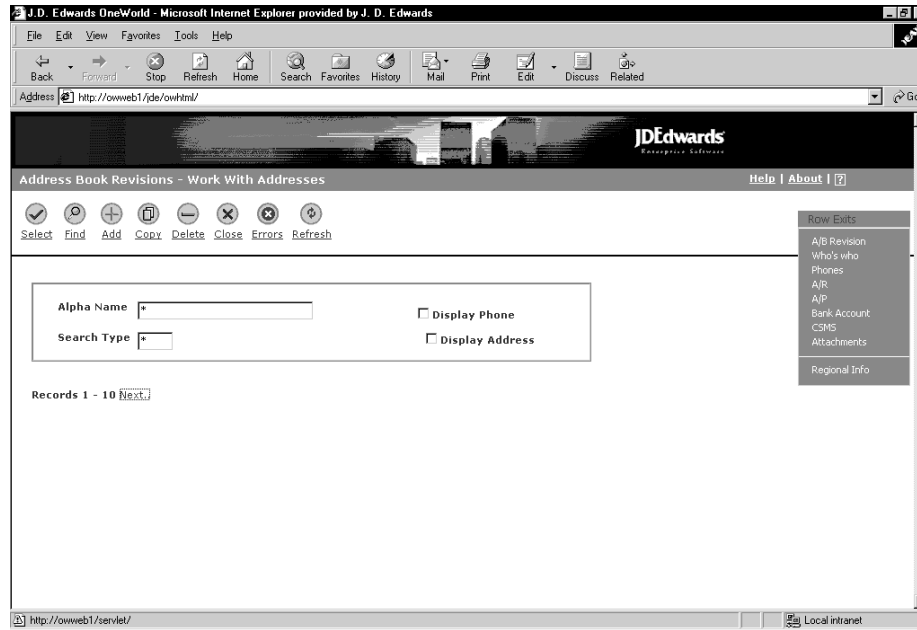 J.D. Edwards OneWorld - Microsoft Internet Explorer provided by J. D. Edwards
File Edit View Favorites Tools Help
Back Forward Stop Refresh Home Search Favorites History Mail Print Edit Discuss Related
Address http://owweb1/jde/owhtml/ Go
JDEdwards
Enterprise Software
Address Book Revisions - Work With Addresses Help | About | ?
Select Find Add Copy Delete Close Errors Refresh
Row Exits
A/B Revision
Who's who
Phones
A/R
A/P
Bank Account
CSMS
Attachments
Regional Info
Alpha Name * Display Phone
Search Type * Display Address
Records 1 - 10 Next..
http://owweb1/servlet/ Local intranet